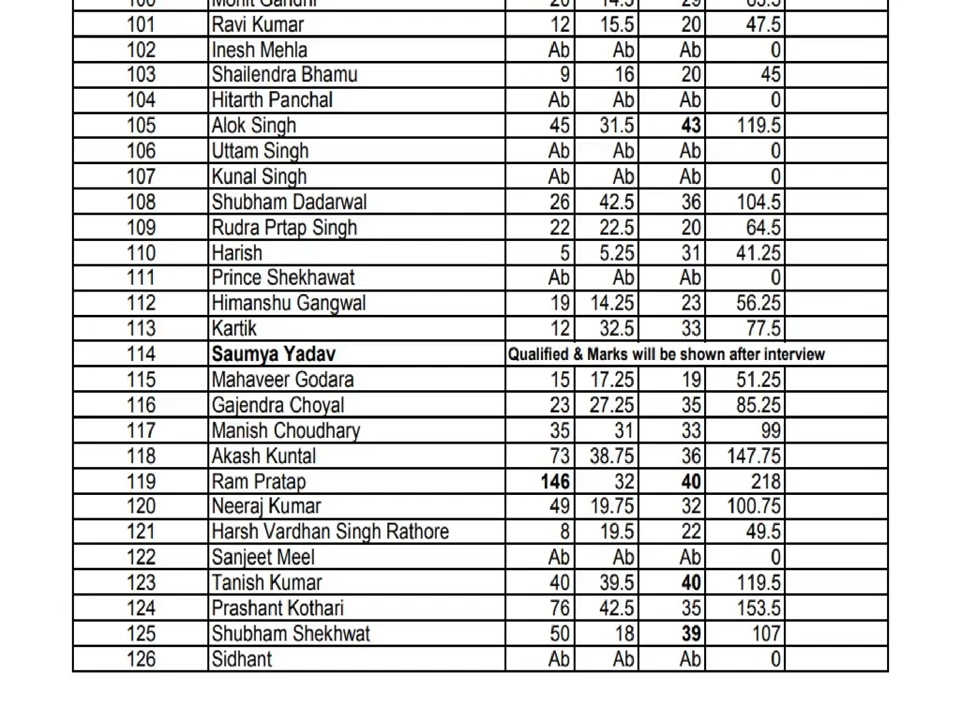 100 Mohit Gandhi 20 14.5 29 63.5
101 Ravi Kumar 12 15.5 20 47.5
102 Inesh Mehla Ab Ab Ab 0
103 Shailendra Bhamu 9 16 20 45
104 Hitarth Panchal Ab Ab Ab 0
105 Alok Singh 45 31.5 43 119.5
106 Uttam Singh Ab Ab Ab 0
107 Kunal Singh Ab Ab Ab 0
108 Shubham Dadarwal 26 42.5 36 104.5
109 Rudra Prtap Singh 22 22.5 20 64.5
110 Harish 5 5.25 31 41.25
111 Prince Shekhawat Ab Ab Ab 0
112 Himanshu Gangwal 19 14.25 23 56.25
113 Kartik 12 32.5 33 77.5
114 Saumya Yadav Qualified & Marks will be shown after interview
115 Mahaveer Godara 15 17.25 19 51.25
116 Gajendra Choyal 23 27.25 35 85.25
117 Manish Choudhary 35 31 33 99
118 Akash Kuntal 73 38.75 36 147.75
119 Ram Pratap 146 32 40 218
120 Neeraj Kumar 49 19.75 32 100.75
121 Harsh Vardhan Singh Rathore 8 19.5 22 49.5
122 Sanjeet Meel Ab Ab Ab 0
123 Tanish Kumar 40 39.5 40 119.5
124 Prashant Kothari 76 42.5 35 153.5
125 Shubham Shekhwat 50 18 39 107
126 Sidhant Ab Ab Ab 0